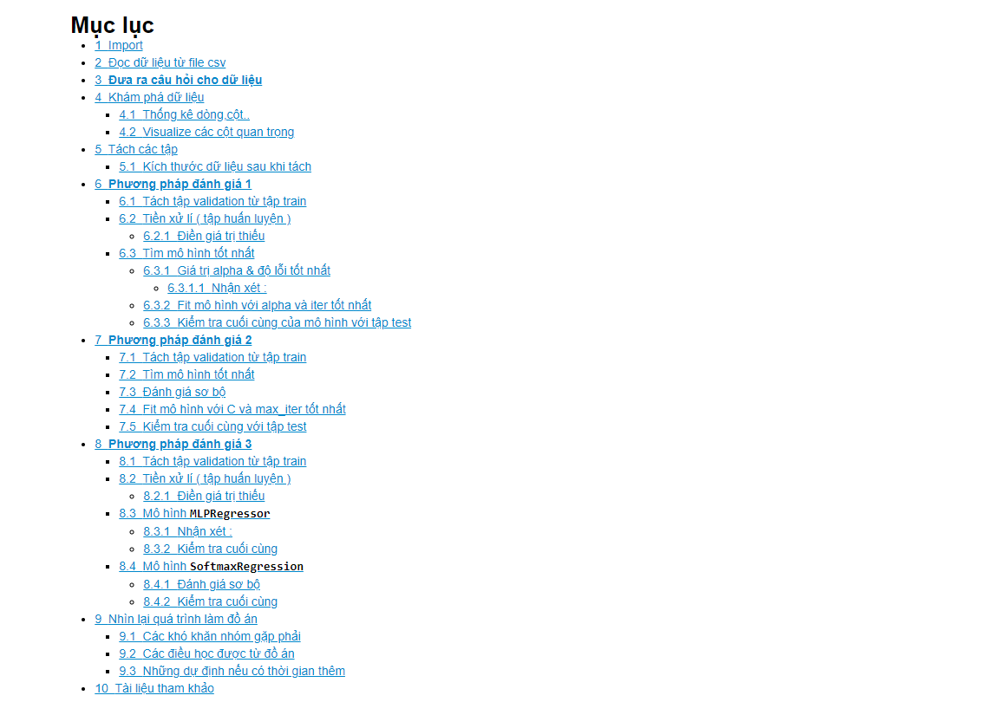 Mục lục
1 Import
2 Đọc dữ liệu từ file csv
3 Đưa ra câu hỏi cho dữ liệu
4 Khám phá dữ liệu
4.1 Thống kê dòng,cột..
4.2 Visualize các cột quan trọng
5 Tách các tập
5.1 Kích thước dữ liệu sau khi tách
6 Phương pháp đánh giá 1
6.1 Tách tập validation từ tập train
6.2 Tiền xử lí ( tập huấn luyện )
6.2.1 Điền giá trị thiếu
6.3 Tìm mô hình tốt nhất
6.3.1 Giá trị alpha & độ lỗi tốt nhất
6.3.1.1 Nhận xét :
6.3.2 Fit mô hình với alpha và iter tốt nhất
6.3.3 Kiểm tra cuối cùng của mô hình với tập test
7 Phương pháp đánh giá 2
7.1 Tách tập validation từ tập train
7.2 Tìm mô hình tốt nhất
7.3 Đánh giá sơ bộ
7.4 Fit mô hình với C và max_iter tốt nhất
7.5 Kiểm tra cuối cùng với tập test
8 Phương pháp đánh giá 3
8.1 Tách tập validation từ tập train
8.2 Tiền xử lí ( tập huấn luyện )
8.2.1 Điền giá trị thiếu
8.3 Mô hình MLPRegressor
8.3.1 Nhận xét :
8.3.2 Kiểm tra cuối cùng
8.4 Mô hình SoftmaxRegression
8.4.1 Đánh giá sơ bộ
8.4.2 Kiểm tra cuối cùng
9 Nhìn lại quá trình làm đồ án
9.1 Các khó khăn nhóm gặp phải
9.2 Các điều học được từ đồ án
9.3 Những dự định nếu có thời gian thêm
10 Tài liệu tham khảo